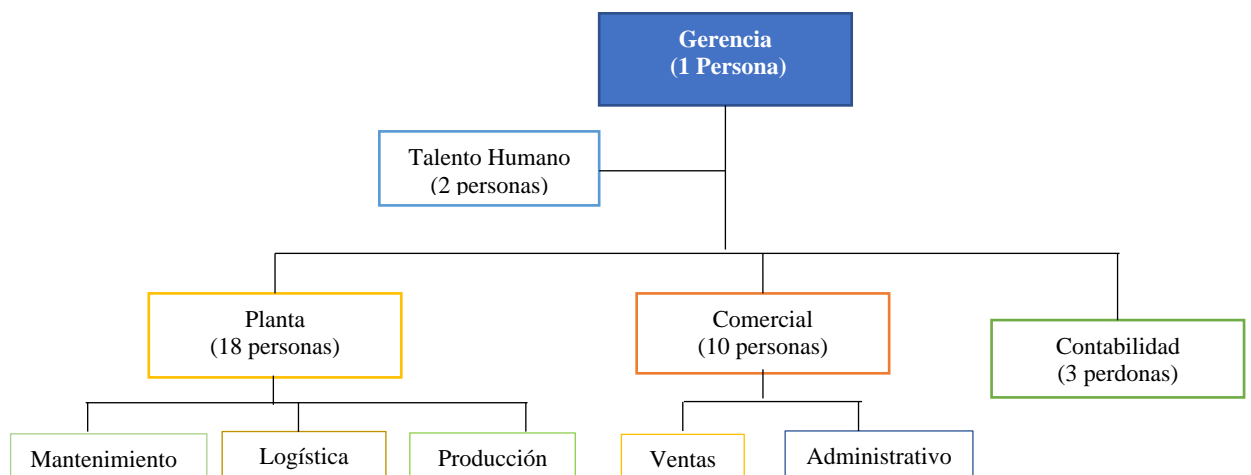 Gerencia
(1 Persona)
Talento Humano
(2 personas)
Planta
(18 personas)
Comercial
(10 personas)
Contabilidad
(3 perdonas)
Mantenimiento
Logística
Producción
Ventas
Administrativo